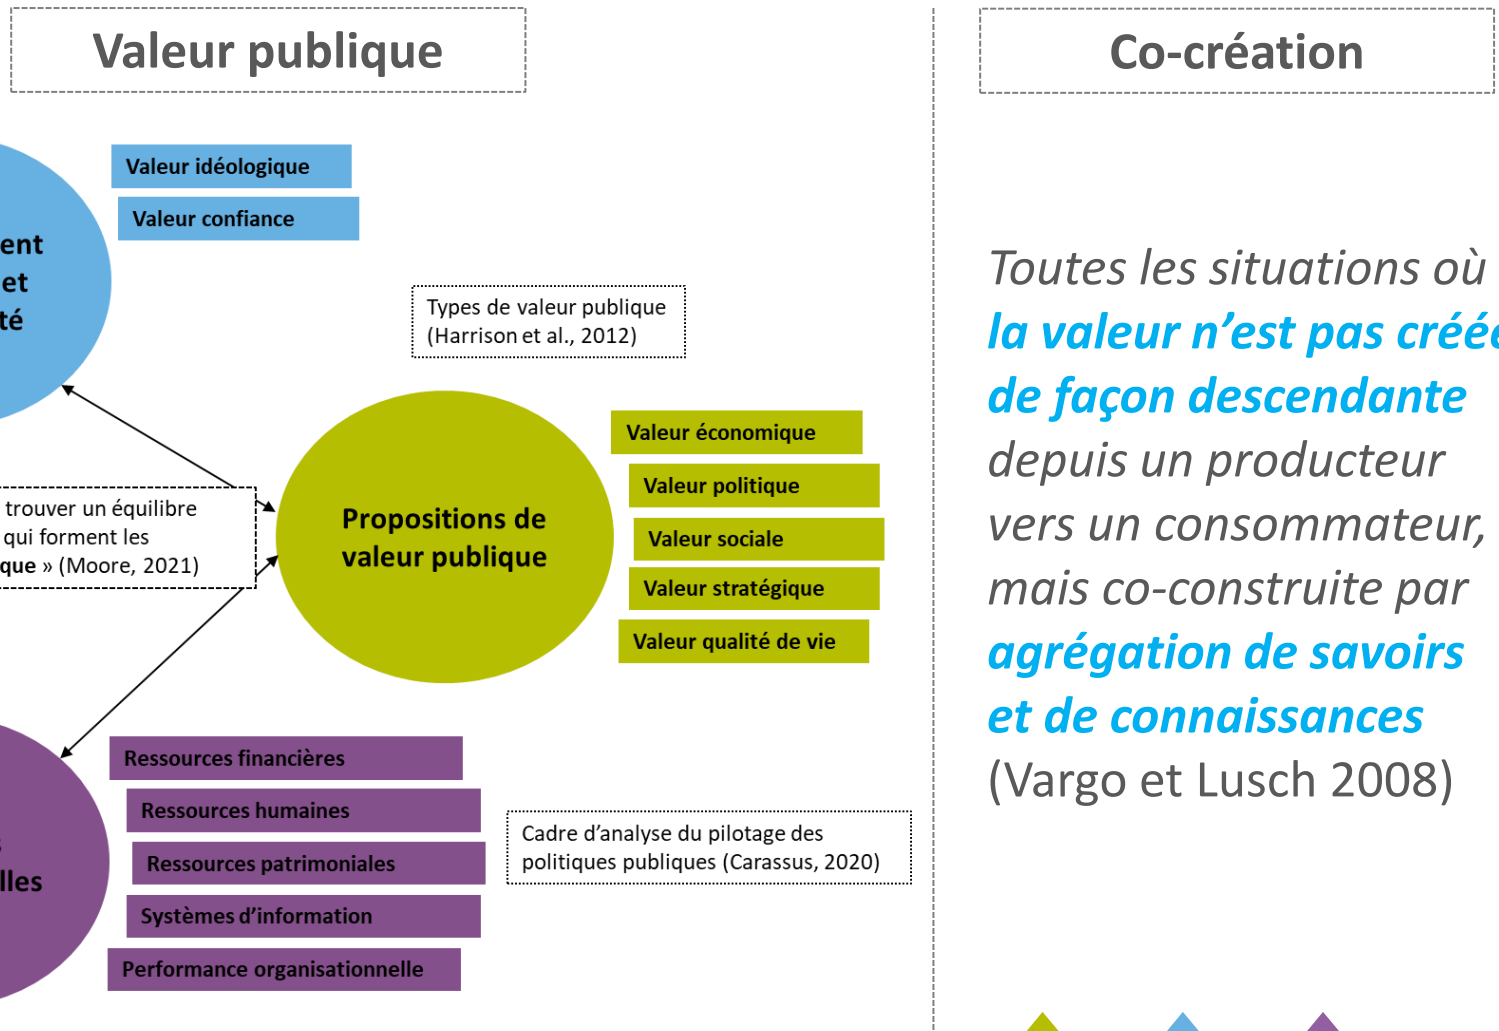 Valeur publique
Valeur idéologique
Valeur confiance
ent
et
té
Types de valeur publique
(Harrison et al., 2012)
trouver un équilibre
qui forment les
que » (Moore, 2021)
Propositions de
valeur publique
Valeur économique
Valeur politique
Valeur sociale
Valeur stratégique
Valeur qualité de vie
Ressources financières
Ressources humaines
Ressources patrimoniales
Systèmes d’information
Performance organisationnelle
lles
Cadre d’analyse du pilotage des
politiques publiques (Carassus, 2020)
Co-création
Toutes les situations où
la valeur n’est pas créée
de façon descendante
depuis un producteur
vers un consommateur,
mais co-construite par
agrégation de savoirs
et de connaissances
(Vargo et Lusch 2008)